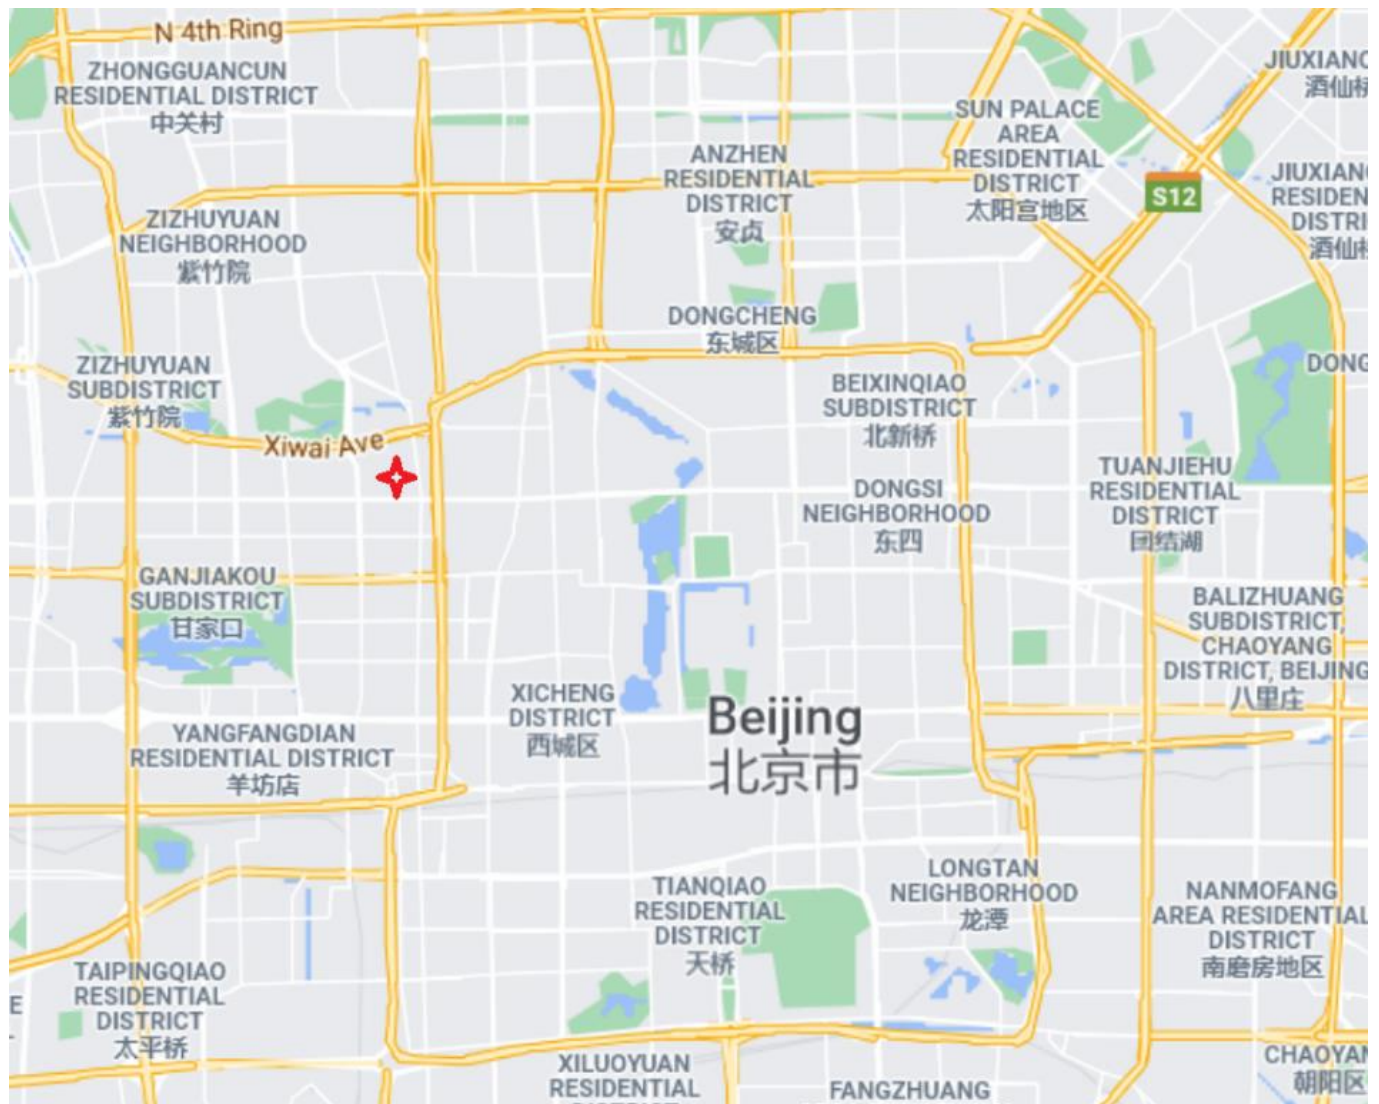 N 4th Ring
ZHONGGUANCUN
RESIDENTIAL DISTRICT
中关村
JIUXIANG
酒仙桥
SUN PALACE
AREA
RESIDENTIAL
DISTRICT
太阳宫地区
ANZHEN
RESIDENTIAL
DISTRICT
安贞
S12
JIUXIAN
RESIDEN
DISTRI
酒仙桥
ZIZHUYUAN
NEIGHBORHOOD
紫竹院
DONGCHENG
东城区
ZIZHUYUAN
SUBDISTRICT
紫竹院
DONG
BEIXINQIAO
SUBDISTRICT
北新桥
Xiwai Ave
TUANJIEHU
RESIDENTIAL
DISTRICT
团结湖
DONGSI
NEIGHBORHOOD
东四
GANJIAKOU
SUBDISTRICT
甘家口
BALIZHUANG
SUBDISTRICT,
CHAOYANG
DISTRICT, BEIJING
八里庄
XICHENG
DISTRICT
西城区
Beijing
北京市
YANGFANGDIAN
RESIDENTIAL DISTRICT
羊坊店
LONGTAN
NEIGHBORHOOD
龙潭
TIANQIAO
RESIDENTIAL
DISTRICT
天桥
NANMOFANG
AREA RESIDENTIAL
DISTRICT
南磨房地区
TAIPINGQIAO
RESIDENTIAL
DISTRICT
太平桥
E
XILUOYUAN
RESIDENTIAL
FANGZHUANG
CHAOYAN
朝阳区